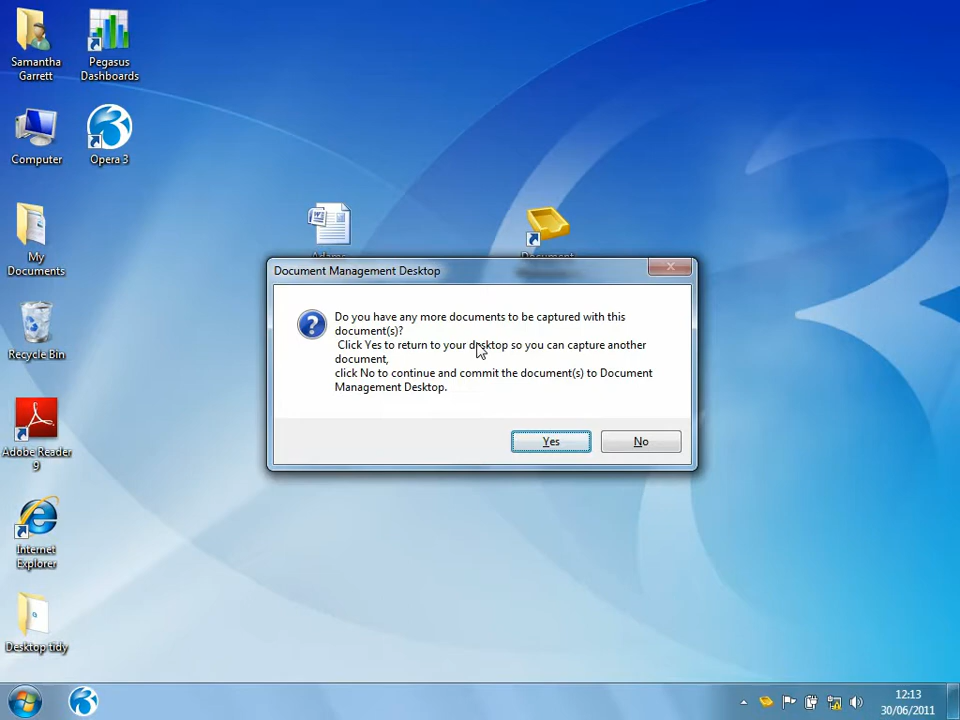 Samantha
Garrett
Pegasus
Dashboards
Computer
Opera 3
My
Documents
Recycle Bin
Adobe Reader
9
Internet
Explorer
Desktop tidy
Adams
Document
Document Management Desktop
Do you have any more documents to be captured with this
document(s)?
Click Yes to return to your desktop so you can capture another
document,
click No to continue and commit the document(s) to Document
Management Desktop.
Yes
No
12:13
30/06/2011